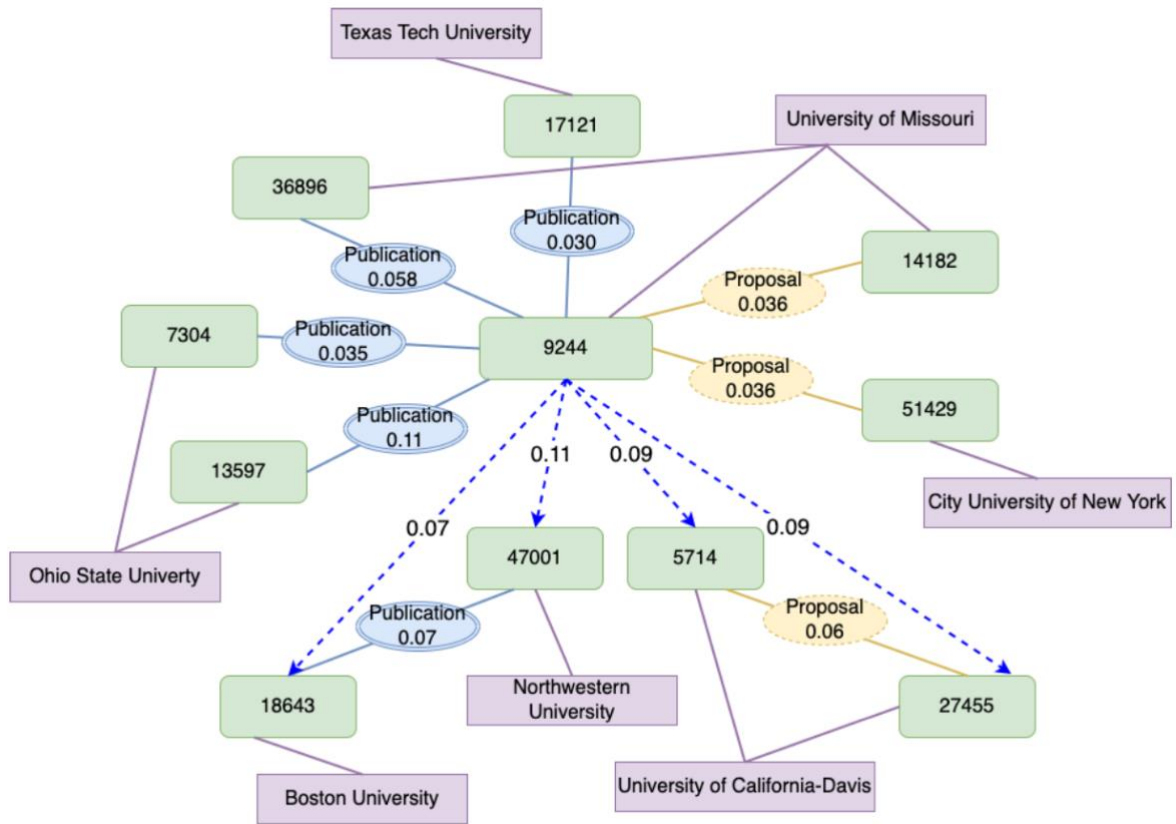 Texas Tech University
17121
University of Missouri
36896
Publication
0.030
Publication
0.058
14182
Proposal
0.036
7304
Publication
0.035
9244
Proposal
0.036
51429
Publication
0.11
13597
0.11
0.09
City University of New York
0.07
0.09
47001
5714
Ohio State Univerty
Publication
0.07
Proposal
0.06
18643
Northwestern
University
27455
University of California-Davis
Boston University